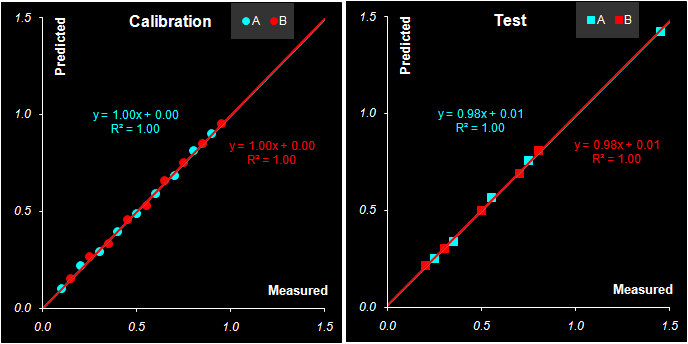 Calibration
A B
Predicted
1.5
1.0
0.5
0.0
y = 1.00x + 0.00
R² = 1.00
y = 1.00x + 0.00
R² = 1.00
Measured
0.0 0.5 1.0 1.5
Test
A B
Predicted
1.5
1.0
0.5
0.0
y = 0.98x + 0.01
R² = 1.00
y = 0.98x + 0.01
R² = 1.00
Measured
0.0 0.5 1.0 1.5